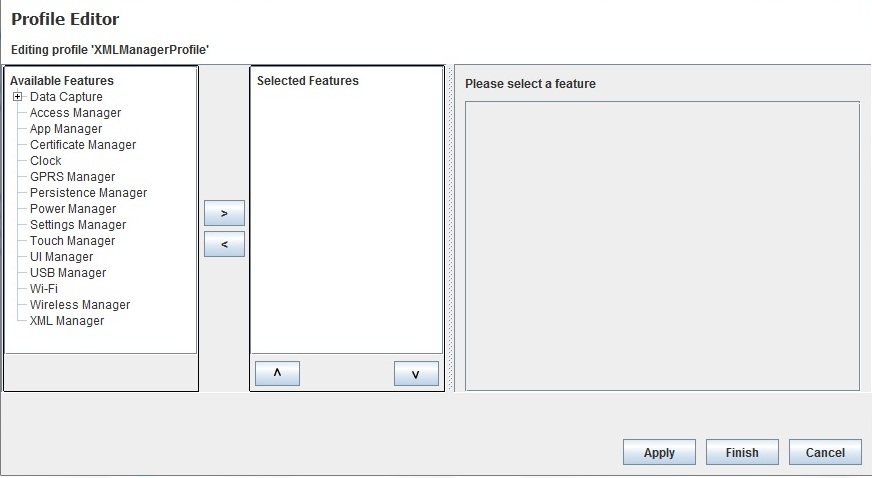 Profile Editor
Editing profile 'XMLManagerProfile'
Available Features
Data Capture
Access Manager
App Manager
Certificate Manager
Clock
GPRS Manager
Persistence Manager
Power Manager
Settings Manager
Touch Manager
UI Manager
USB Manager
Wi-Fi
Wireless Manager
XML Manager
>
<
Selected Features
^
v
Please select a feature
Apply
Finish
Cancel